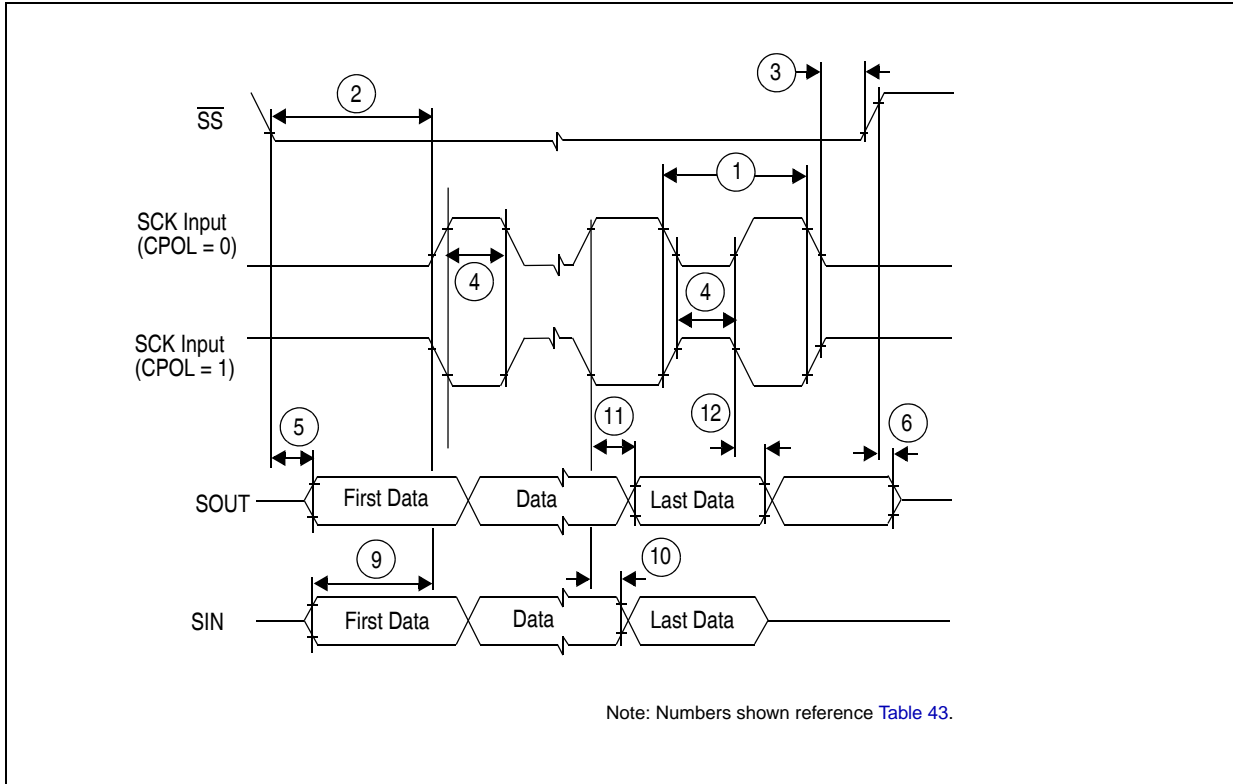 3
2
SS
1
SCK Input
(CPOL = 0)
4
4
SCK Input
(CPOL = 1)
11
12
5
6
SOUT
First Data
Data
Last Data
9
10
SIN
First Data
Data
Last Data
Note: Numbers shown reference Table 43.